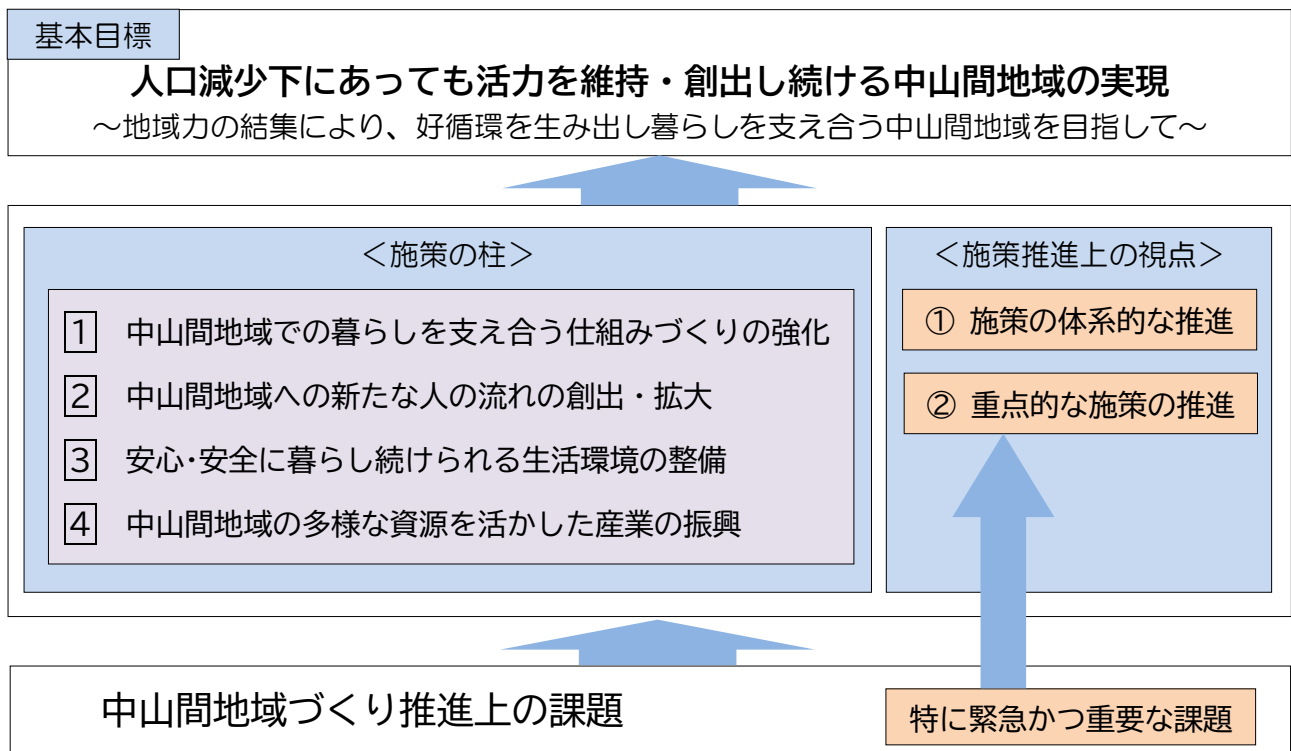 基本目標
人口減少下にあっても活力を維持・創出し続ける中山間地域の実現
～地域力の結集により、好循環を生み出し暮らしを支え合う中山間地域を目指して～
＜施策の柱＞
1 中山間地域での暮らしを支え合う仕組みづくりの強化
2 中山間地域への新たな人の流れの創出・拡大
3 安心・安全に暮らし続けられる生活環境の整備
4 中山間地域の多様な資源を活かした産業の振興
＜施策推進上の視点＞
① 施策の体系的な推進
② 重点的な施策の推進
中山間地域づくり推進上の課題
特に緊急かつ重要な課題